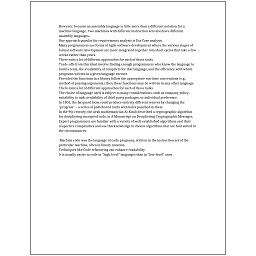 However, because an assembly language is little more than a different notation for a
machine language, two machines with different instruction sets also have different
assembly languages.
One approach popular for requirements analysis is Use Case analysis.
Many programmers use forms of Agile software development where the various stages of
formal software development are more integrated together into short cycles that take a few
weeks rather than years.
There exist a lot of different approaches for each of those tasks.
Trade-offs from this ideal involve finding enough programmers who know the language to
build a team, the availability of compilers for that language, and the efficiency with which
programs written in a given language execute.
Provided the functions in a library follow the appropriate run-time conventions (e.g.,
method of passing arguments), then these functions may be written in any other language.
There exist a lot of different approaches for each of those tasks.
The choice of language used is subject to many considerations, such as company policy,
suitability to task, availability of third-party packages, or individual preference.
In 1801, the Jacquard loom could produce entirely different weaves by changing the
"program" - a series of pasteboard cards with holes punched in them.
In the 9th century, the Arab mathematician Al-Kindi described a cryptographic algorithm
for deciphering encrypted code, in A Manuscript on Deciphering Cryptographic Messages.
Expert programmers are familiar with a variety of well-established algorithms and their
respective complexities and use this knowledge to choose algorithms that are best suited to
the circumstances.
Machine code was the language of early programs, written in the instruction set of the
particular machine, often in binary notation.
Techniques like Code refactoring can enhance readability.
It is usually easier to code in "high-level" languages than in "low-level" ones.